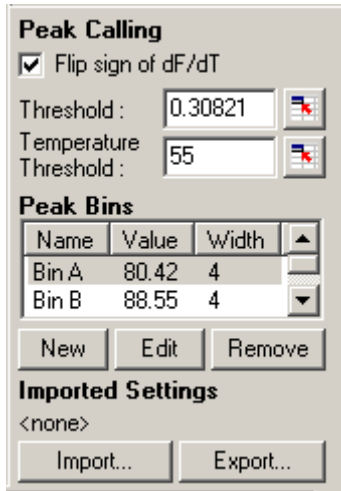 Peak Calling
Flip sign of dF/dT
Threshold : 0.30821
Temperature
Threshold : 55
Peak Bins
Name Value Width
Bin A 80.42 4
Bin B 88.55 4
New Edit Remove
Imported Settings
<none>
Import... Export...